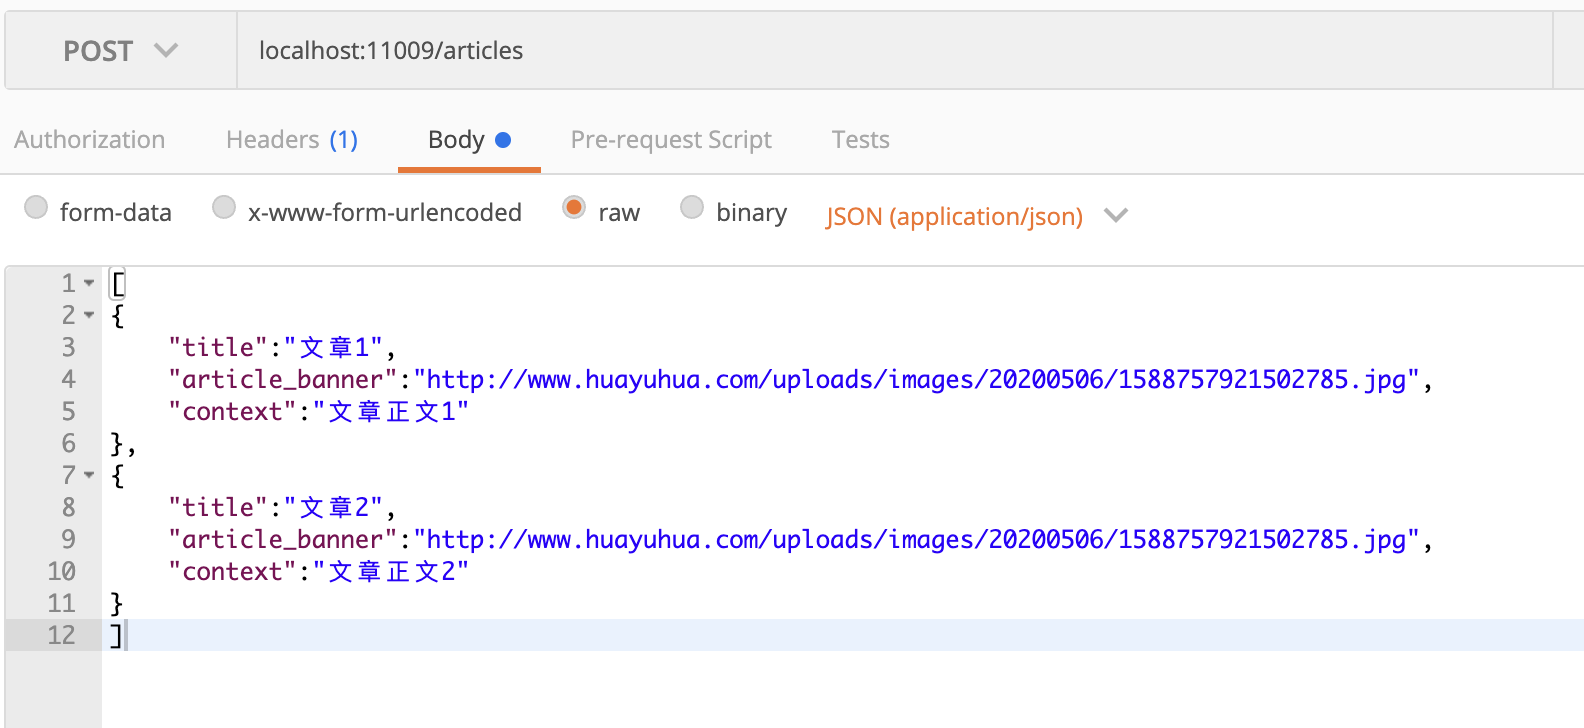 POST localhost:11009/articles
Authorization Headers (1) Body Pre-request Script Tests
form-data x-www-form-urlencoded raw binary JSON (application/json)
1 [
2 {
3 "title":"文章1",
4 "article_banner":"http://www.huayuhua.com/uploads/images/20200506/1588757921502785.jpg",
5 "context":"文章正文1"
6 },
7 {
8 "title":"文章2",
9 "article_banner":"http://www.huayuhua.com/uploads/images/20200506/1588757921502785.jpg",
10 "context":"文章正文2"
11 }
12 ]